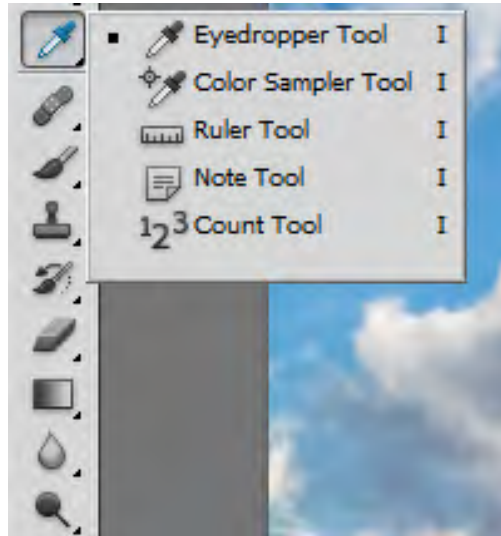 Eyedropper Tool I
Color Sampler Tool I
Ruler Tool I
Note Tool I
123 Count Tool I